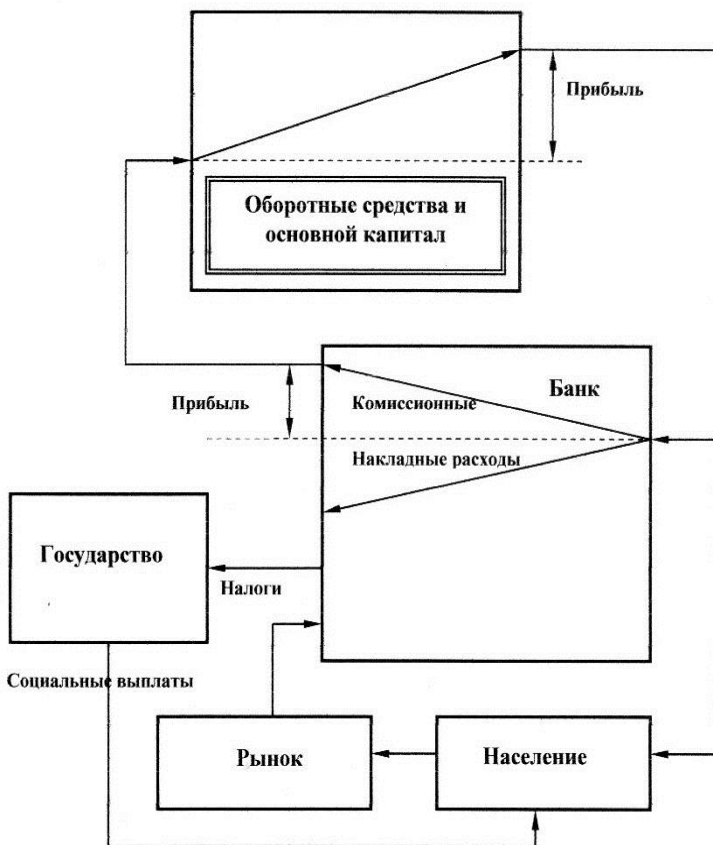 Прибыль
Оборотные средства и
основной капитал
Банк
Прибыль
Комиссионные
Накладные расходы
Государство
Налоги
Социальные выплаты
Рынок
Население